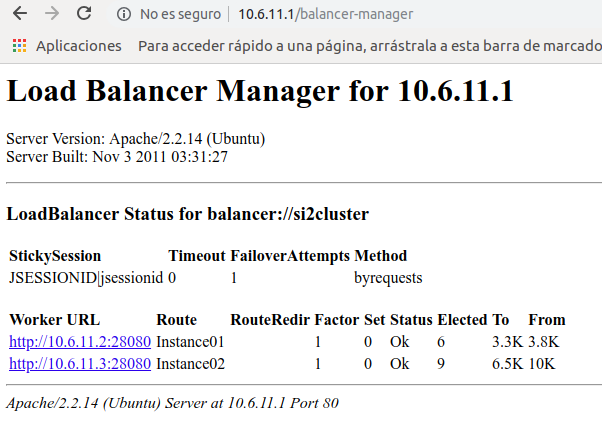 No es seguro | 10.6.11.1/balancer-manager
Aplicaciones Para acceder rápido a una página, arrástrala a esta barra de marcado
Load Balancer Manager for 10.6.11.1
Server Version: Apache/2.2.14 (Ubuntu)
Server Built: Nov 3 2011 03:31:27
LoadBalancer Status for balancer://si2cluster
StickySession Timeout FailoverAttempts Method
JSESSIONID|jsessionid 0 1 byrequests
Worker URL Route RouteRedir Factor Set Status Elected To From
http://10.6.11.2:28080 Instance01 1 0 Ok 6 3.3K 3.8K
http://10.6.11.3:28080 Instance02 1 0 Ok 9 6.5K 10K
Apache/2.2.14 (Ubuntu) Server at 10.6.11.1 Port 80